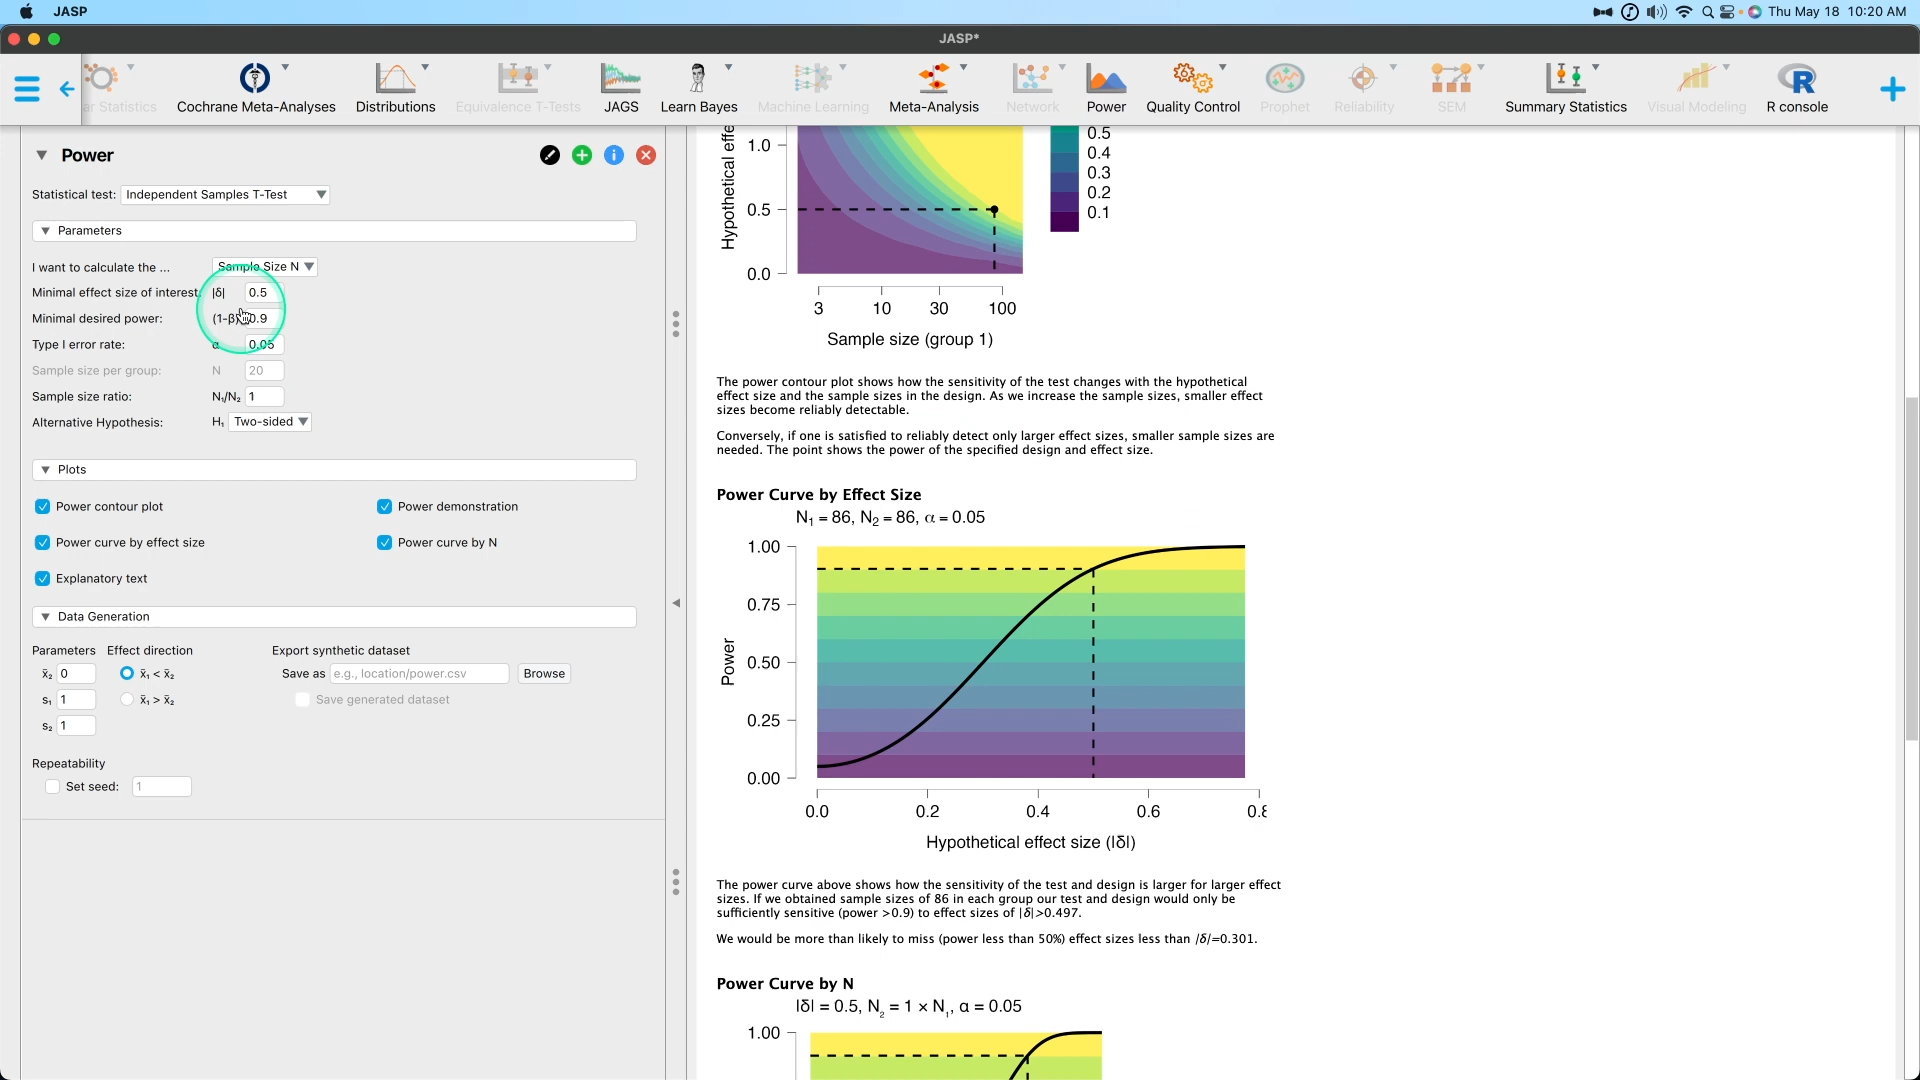 JASP
Thu May 18 10:20 AM
JASP*
ar Statistics
Cochrane Meta-Analyses
Distributions
Equivalence T-Tests
JAGS
Learn Bayes
Machine Learning
Meta-Analysis
Network
Power
Quality Control
Prophet
Reliability
SEM
Summary Statistics
Visual Modeling
R console
Power
Statistical test: Independent Samples T-Test
Parameters
I want to calculate the ... Sample Size N
Minimal effect size of interest: |δ| 0.5
Minimal desired power: (1-β) 0.9
Type I error rate: α 0.05
Sample size per group: N 20
Sample size ratio: N₁/N₂ 1
Alternative Hypothesis: H₁ Two-sided
Plots
Power contour plot
Power demonstration
Power curve by effect size
Power curve by N
Explanatory text
Data Generation
Parameters Effect direction Export synthetic dataset
x̄₂ 0 x̄₁ < x̄₂ Save as e.g., location/power.csv Browse
s₁ 1 x̄₁ > x̄₂ Save generated dataset
s₂ 1
Repeatability
Set seed: 1
Hypothetical effe
1.0
0.5
0.0
3 10 30 100
Sample size (group 1)
0.5
0.4
0.3
0.2
0.1
The power contour plot shows how the sensitivity of the test changes with the hypothetical
effect size and the sample sizes in the design. As we increase the sample sizes, smaller effect
sizes become reliably detectable.
Conversely, if one is satisfied to reliably detect only larger effect sizes, smaller sample sizes are
needed. The point shows the power of the specified design and effect size.
Power Curve by Effect Size
N₁ = 86, N₂ = 86, α = 0.05
Power
1.00
0.75
0.50
0.25
0.00
0.0 0.2 0.4 0.6 0.8
Hypothetical effect size (|δ|)
The power curve above shows how the sensitivity of the test and design is larger for larger effect
sizes. If we obtained sample sizes of 86 in each group our test and design would only be
sufficiently sensitive (power >0.9) to effect sizes of |δ|>0.497.
We would be more than likely to miss (power less than 50%) effect sizes less than |δ|=0.301.
Power Curve by N
|δ| = 0.5, N₂ = 1 × N₁, α = 0.05
1.00